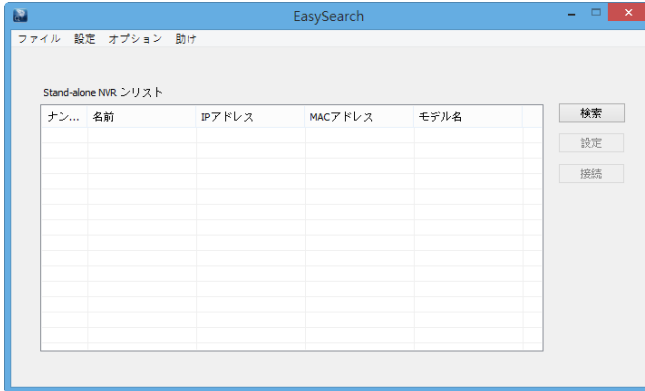 EasySearch
ファイル 設定 オプション 助け
Stand-alone NVR ンリスト
ナン... 名前 IPアドレス MACアドレス モデル名
検索
設定
接続